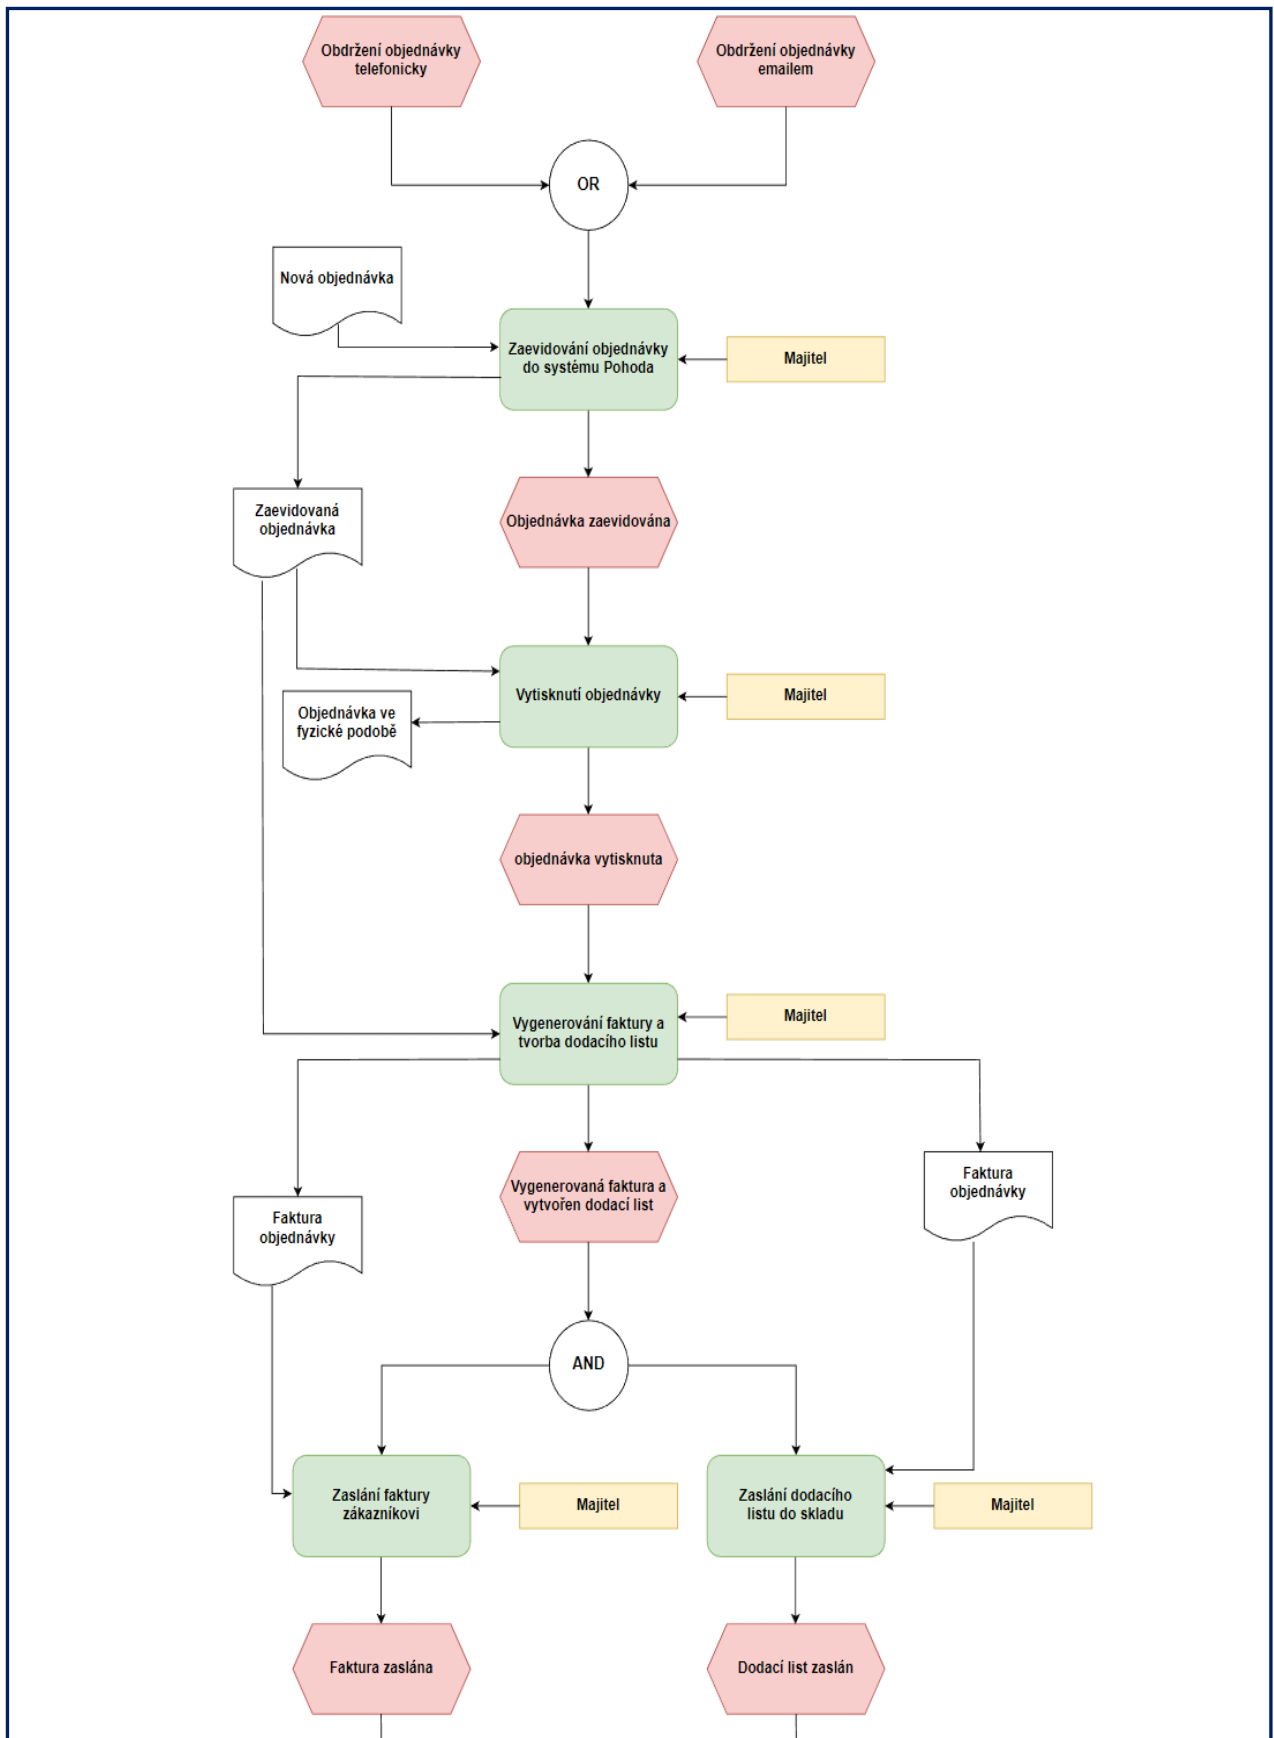 Obdržení objednávky
telefonicky
Obdržení objednávky
emailem
OR
Nová objednávka
Zaevidování objednávky
do systému Pohoda
Majitel
Zaevidovaná
objednávka
Objednávka zaevidována
Vytisknutí objednávky
Majitel
Objednávka ve
fyzické podobě
objednávka vytisknuta
Vygenerování faktury a
tvorba dodacího listu
Majitel
Faktura
objednávky
Vygenerovaná faktura a
vytvořen dodací list
Faktura
objednávky
AND
Zaslání faktury
zákazníkovi
Majitel
Zaslání dodacího
listu do skladu
Majitel
Faktura zaslána
Dodací list zaslán